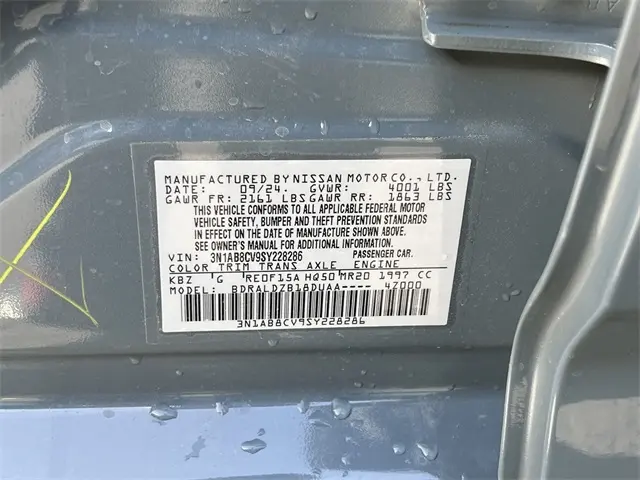 MANUFACTURED BY NISSAN MOTOR CO., LTD.
DATE: 09/24. GVWR: 4001 LBS
GAWR FR: 2161 LBS GAWR RR: 1863 LBS
THIS VEHICLE CONFORMS TO ALL APPLICABLE FEDERAL MOTOR
VEHICLE SAFETY, BUMPER AND THEFT PREVENTION STANDARDS
IN EFFECT ON THE DATE OF MANUFACTURE SHOWN ABOVE.
SEE OWNER'S MANUAL FOR ADDITIONAL INFORMATION.
VIN: 3N1AB8CV9SY228286 PASSENGER CAR.
COLOR TRIM TRANS AXLE ENGINE
KBZ G RE0F15A HQ50 MR20 1997 CC
MODEL: BDRALDZB18DUAA---- 4Z000
3N1AB8CV9SY228286